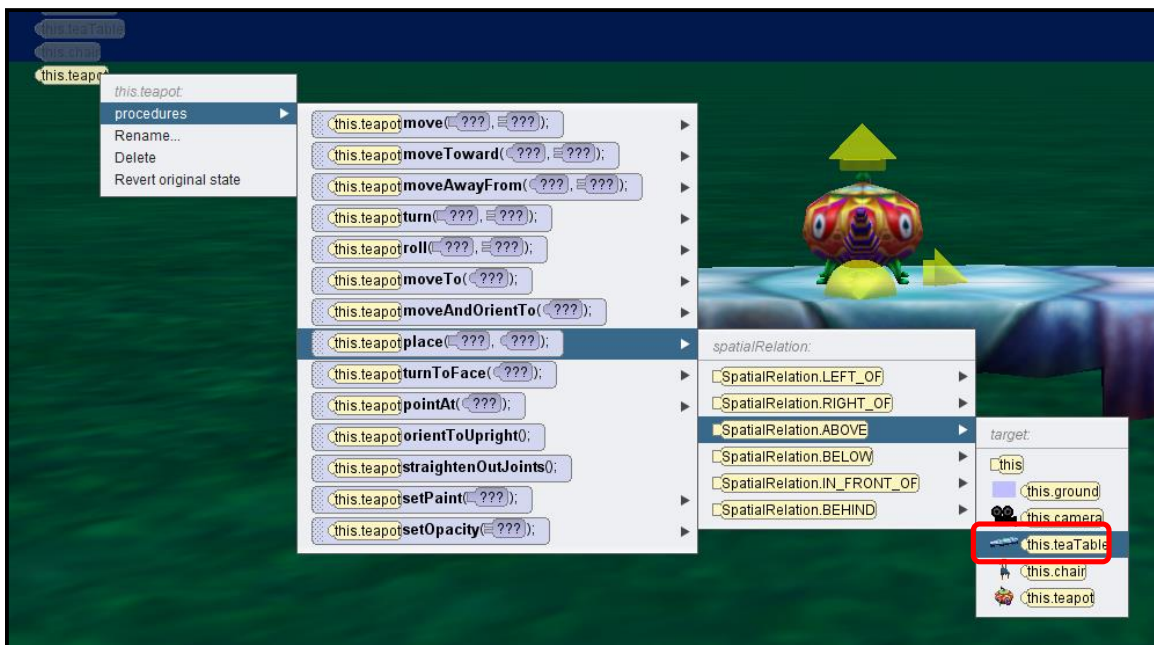 this.teaTable
this.chair
this.teapot
this.teapot:
procedures
Rename...
Delete
Revert original state
this.teapot move( ??? , ??? );
this.teapot moveToward( ??? , ??? );
this.teapot moveAwayFrom( ??? , ??? );
this.teapot turn( ??? , ??? );
this.teapot roll( ??? , ??? );
this.teapot moveTo( ??? );
this.teapot moveAndOrientTo( ??? );
this.teapot place( ??? , ??? );
this.teapot turnToFace( ??? );
this.teapot pointAt( ??? );
this.teapot orientToUpright();
this.teapot straightenOutJoints();
this.teapot setPaint( ??? );
this.teapot setOpacity( ??? );
spatialRelation:
SpatialRelation.LEFT_OF
SpatialRelation.RIGHT_OF
SpatialRelation.ABOVE
SpatialRelation.BELOW
SpatialRelation.IN_FRONT_OF
SpatialRelation.BEHIND
target:
this
this.ground
this.camera
this.teaTable
this.chair
this.teapot